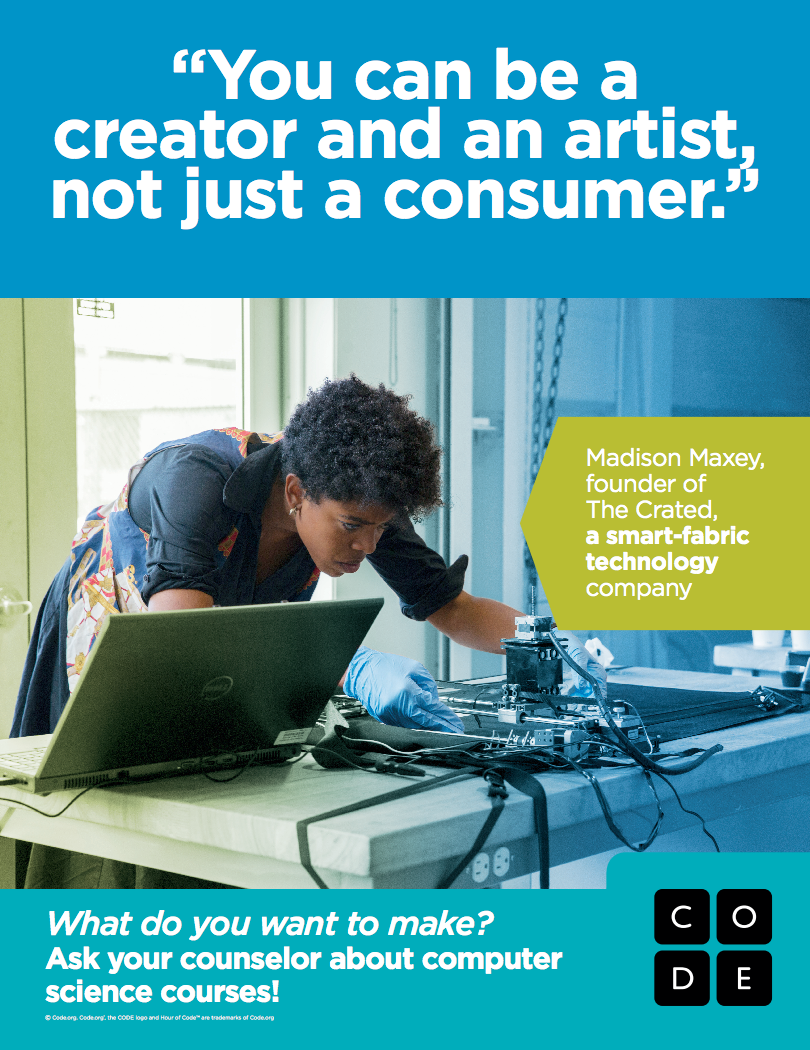 “You can be a
creator and an artist,
not just a consumer.”
Madison Maxey,
founder of
The Crated,
a smart-fabric
technology
company
What do you want to make?
Ask your counselor about computer
science courses!
© Code.org, Code.org®, the CODE logo and Hour of Code™ are trademarks of Code.org
C O
D E
DELL